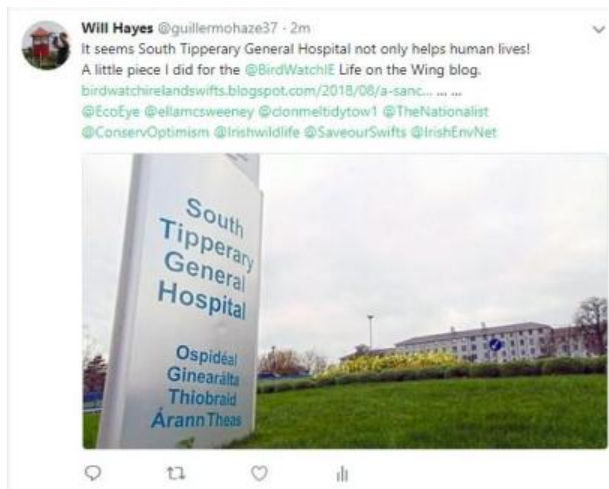 Will Hayes @guillermohaze37 · 2m
It seems South Tipperary General Hospital not only helps human lives!
A little piece I did for the @BirdWatchIE Life on the Wing blog.
birdwatchirelandswifts.blogspot.com/2018/08/a-sanc... ... ...
@EcoEye @ellamcsweeney @clonmeltidytow1 @TheNationalist
@ConservOptimism @Irishwildlife @SaveourSwifts @IrishEnvNet
South
Tipperary
General
Hospital
Ospidéal
Ginearálta
Thiobraid
Árann Theas